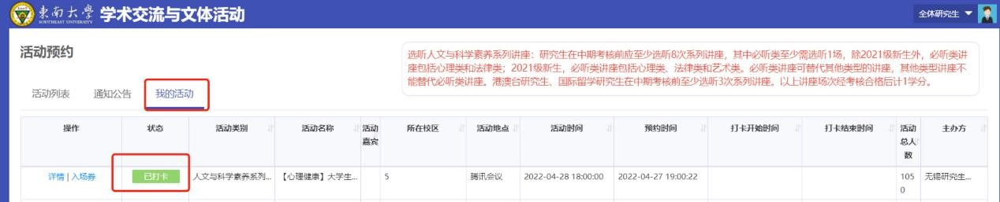 東南大學 学术交流与文体活动
SOUTHEAST UNIVERSITY
全体研究生
活动预约
选听人文与科学素养系列讲座：研究生在中期考核前应至少选听8次系列讲座，其中必听类至少需选听1场，除2021级新生外，必听类讲
座包括心理类和法律类；2021级新生，必听类讲座包括心理类、法律类和艺术类。必听类讲座可替代其他类型的讲座，其他类型讲座不
能替代必听类讲座。港澳台研究生、国际留学研究生在中期考核前至少选听3次系列讲座。以上讲座场次经考核合格后计1学分。
活动列表 通知公告 我的活动
操作 状态 活动类别 活动名称 活动嘉宾 所在校区 活动地点 活动时间 预约时间 打卡开始时间 打卡结束时间 活动总人数 主办方
详情 | 入场券 已打卡 人文与科学素养系列... 【心理健康】大学生... 5 腾讯会议 2022-04-28 18:00:00 2022-04-27 19:00:22 1050 无锡研究生...